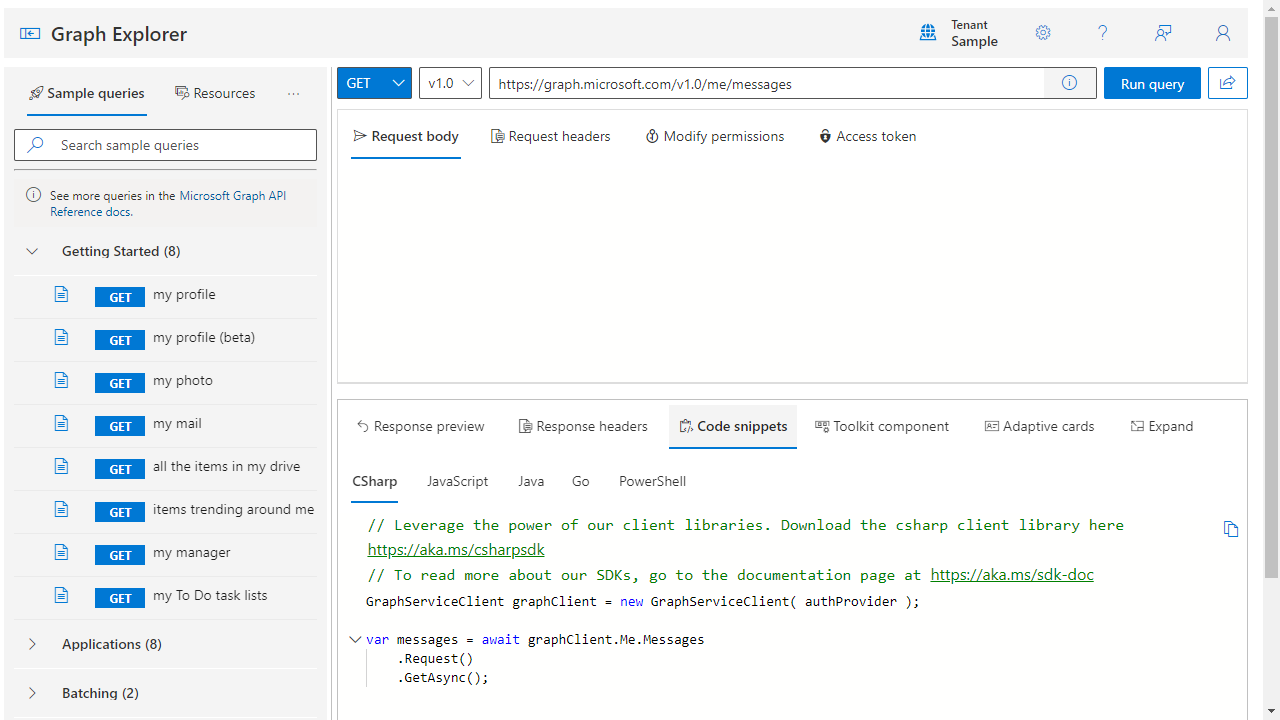 Graph Explorer
Tenant
Sample
Sample queries
Resources
...
Search sample queries
See more queries in the Microsoft Graph API
Reference docs.
Getting Started (8)
GET my profile
GET my profile (beta)
GET my photo
GET my mail
GET all the items in my drive
GET items trending around me
GET my manager
GET my To Do task lists
Applications (8)
Batching (2)
GET
v1.0
https://graph.microsoft.com/v1.0/me/messages
Run query
Request body
Request headers
Modify permissions
Access token
Response preview
Response headers
Code snippets
Toolkit component
Adaptive cards
Expand
CSharp
JavaScript
Java
Go
PowerShell
// Leverage the power of our client libraries. Download the csharp client library here
https://aka.ms/csharpsdk
// To read more about our SDKs, go to the documentation page at https://aka.ms/sdk-doc
GraphServiceClient graphClient = new GraphServiceClient( authProvider );
var messages = await graphClient.Me.Messages
.Request()
.GetAsync();